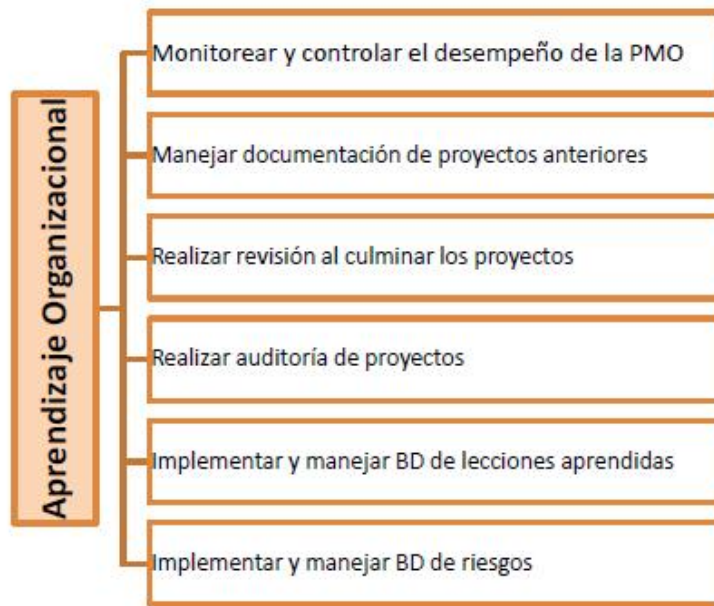 Aprendizaje Organizacional
Monitorear y controlar el desempeño de la PMO
Manejar documentación de proyectos anteriores
Realizar revisión al culminar los proyectos
Realizar auditoría de proyectos
Implementar y manejar BD de lecciones aprendidas
Implementar y manejar BD de riesgos